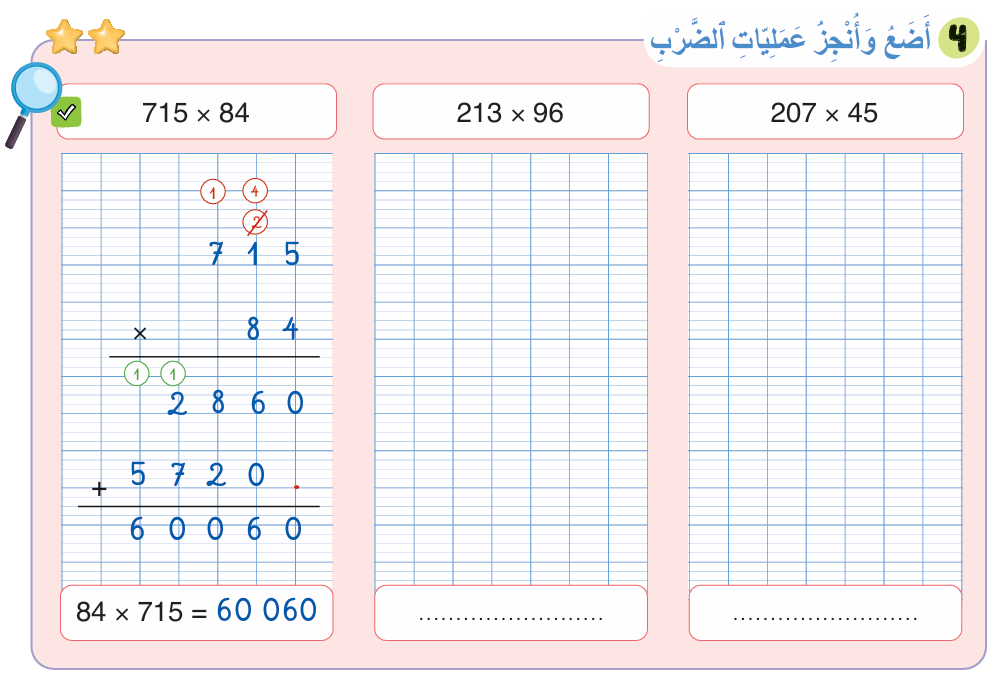 4 أَضَعُ وَأُنْجِزُ عَمَلِيّاتِ ٱلضَّرْبِ
715 × 84
213 × 96
207 × 45
1 4
2
7 1 5
× 8 4
1 1
2 8 6 0
+ 5 7 2 0 .
6 0 0 6 0
84 × 715 = 60 060
.........................
.........................